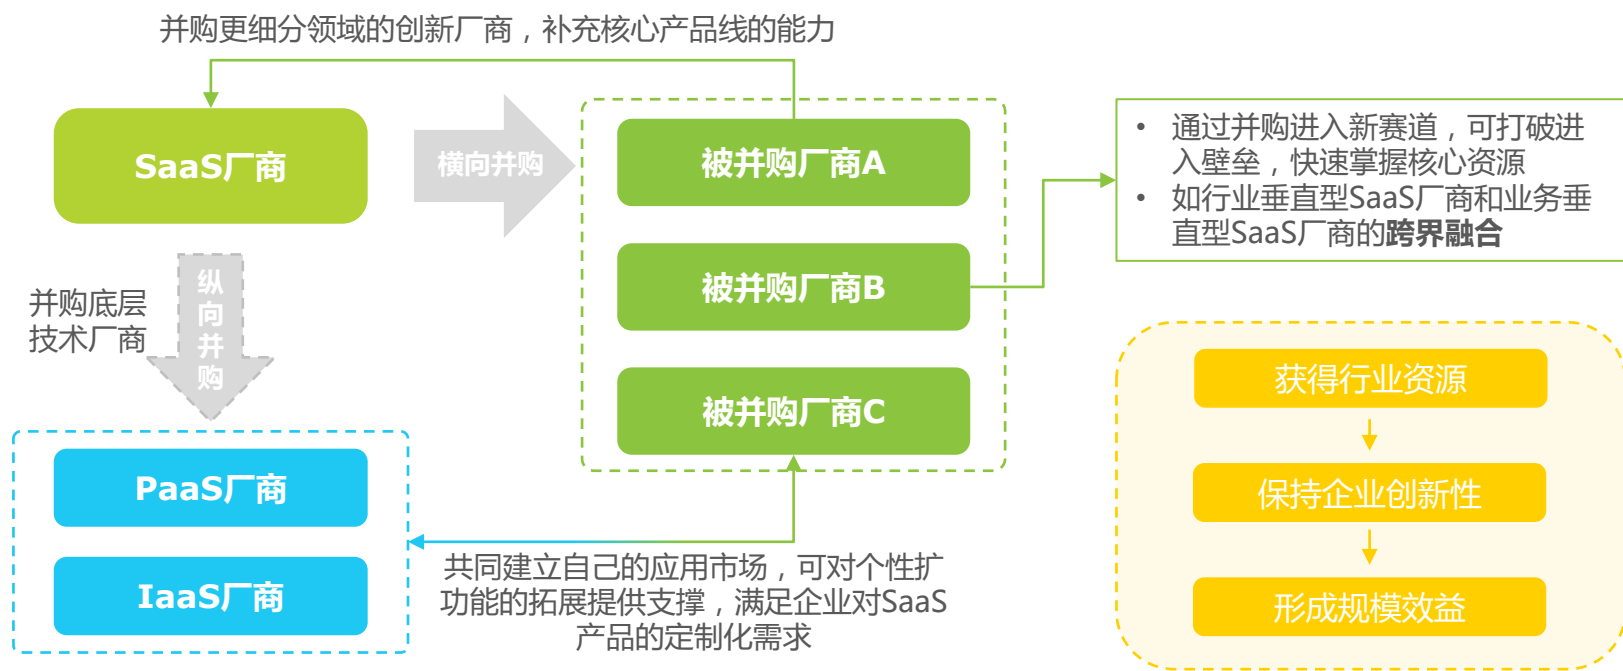 并购更细分领域的创新厂商，补充核心产品线的能力
SaaS厂商
横向并购
被并购厂商A
被并购厂商B
被并购厂商C
• 通过并购进入新赛道，可打破进
入壁垒，快速掌握核心资源
• 如行业垂直型SaaS厂商和业务垂
直型SaaS厂商的跨界融合
并购底层
技术厂商
纵
向
并
购
PaaS厂商
IaaS厂商
共同建立自己的应用市场，可对个性扩
功能的拓展提供支撑，满足企业对SaaS
产品的定制化需求
获得行业资源
保持企业创新性
形成规模效益